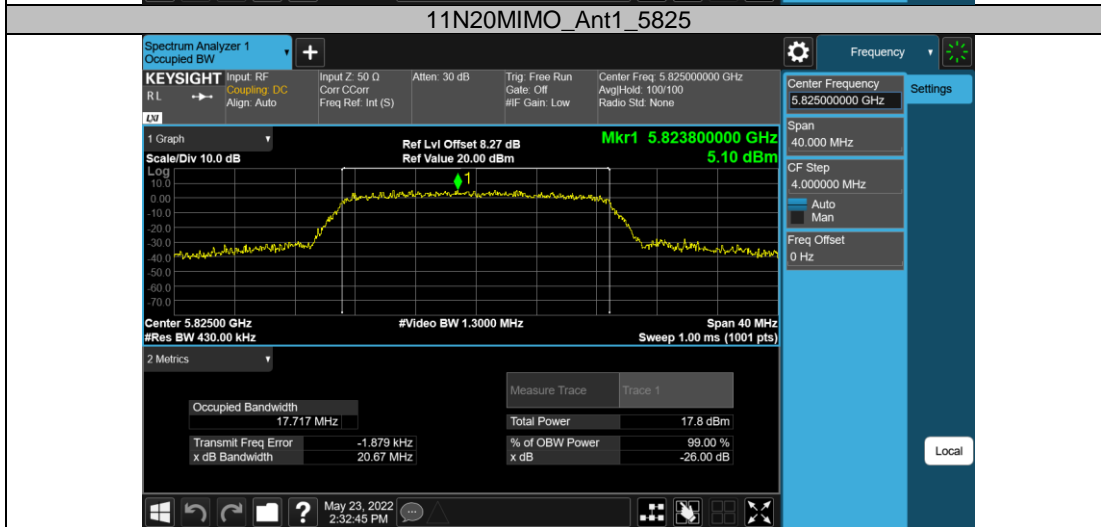 11N20MIMO_Ant1_5825
Spectrum Analyzer 1
Occupied BW
+
Frequency
KEYSIGHT
R L
LXI
Input: RF
Coupling: DC
Align: Auto
Input Z: 50 Ω
Corr CCorr
Freq Ref: Int (S)
Atten: 30 dB
Trig: Free Run
Gate: Off
#IF Gain: Low
Center Freq: 5.825000000 GHz
Avg|Hold: 100/100
Radio Std: None
Center Frequency
5.825000000 GHz
Settings
Span
40.000 MHz
CF Step
4.000000 MHz
Auto
Man
Freq Offset
0 Hz
1 Graph
Scale/Div 10.0 dB
Ref Lvl Offset 8.27 dB
Ref Value 20.00 dBm
Mkr1 5.823800000 GHz
5.10 dBm
Log
10.0
0.00
-10.0
-20.0
-30.0
-40.0
-50.0
-60.0
-70.0
1
Center 5.82500 GHz
#Res BW 430.00 kHz
#Video BW 1.3000 MHz
Span 40 MHz
Sweep 1.00 ms (1001 pts)
2 Metrics
Measure Trace Trace 1
Occupied Bandwidth
17.717 MHz
Total Power 17.8 dBm
Transmit Freq Error -1.879 kHz
% of OBW Power 99.00 %
x dB Bandwidth 20.67 MHz
x dB -26.00 dB
Local
?
May 23, 2022
2:32:45 PM